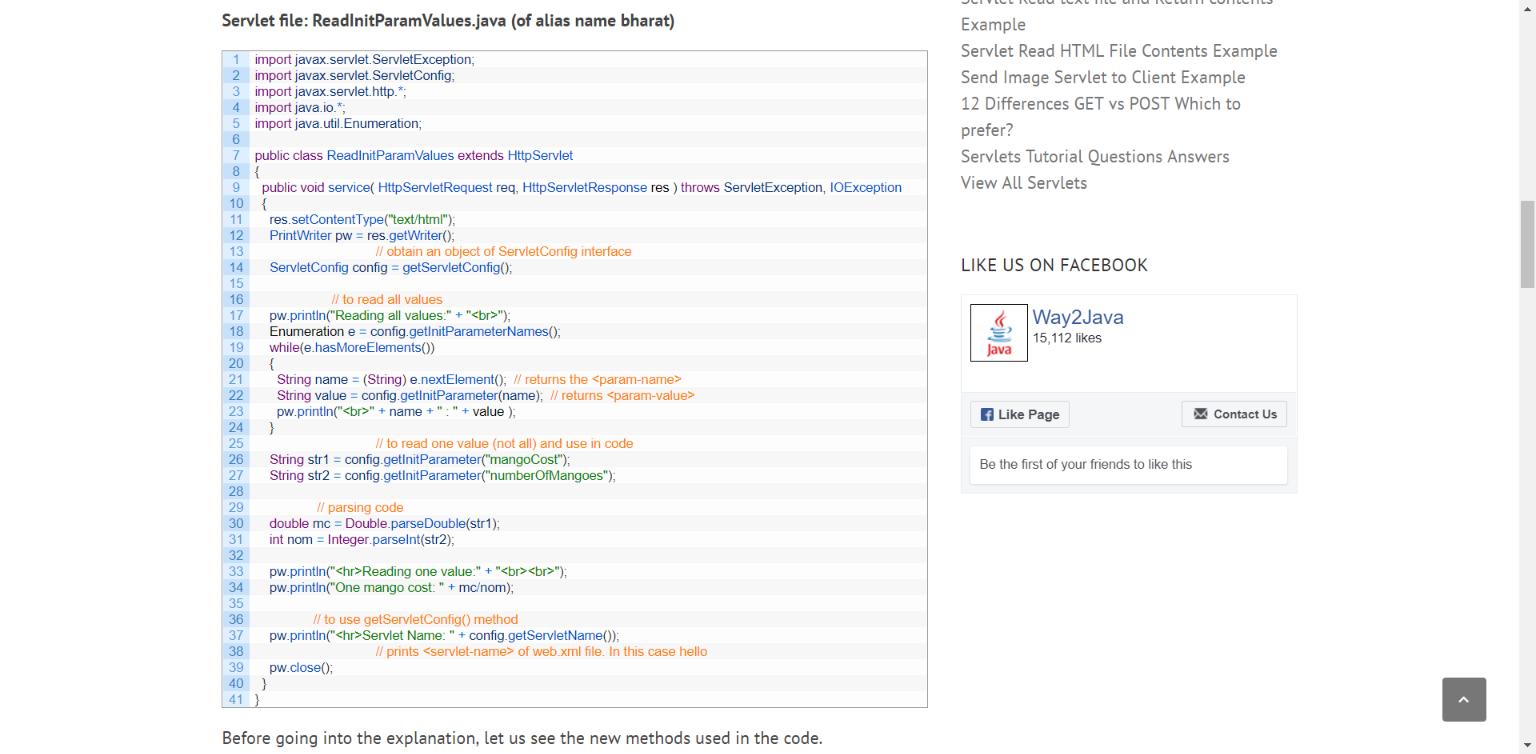 Servlet file: ReadInitParamValues.java (of alias name bharat)
1 import javax.servlet.ServletException;
2 import javax.servlet.ServletConfig;
3 import javax.servlet.http.*;
4 import java.io.*;
5 import java.util.Enumeration;
6
7 public class ReadInitParamValues extends HttpServlet
8 {
9 public void service( HttpServletRequest req, HttpServletResponse res ) throws ServletException, IOException
10 {
11 res.setContentType("text/html");
12 PrintWriter pw = res.getWriter();
13 // obtain an object of ServletConfig interface
14 ServletConfig config = getServletConfig();
15
16 // to read all values
17 pw.println("Reading all values:" + "<br>");
18 Enumeration e = config.getInitParameterNames();
19 while(e.hasMoreElements())
20 {
21 String name = (String) e.nextElement(); // returns the <param-name>
22 String value = config.getInitParameter(name); // returns <param-value>
23 pw.println("<br>" + name + " : " + value );
24 }
25 // to read one value (not all) and use in code
26 String str1 = config.getInitParameter("mangoCost");
27 String str2 = config.getInitParameter("numberOfMangoes");
28
29 // parsing code
30 double mc = Double.parseDouble(str1);
31 int nom = Integer.parseInt(str2);
32
33 pw.println("<hr>Reading one value:" + "<br><br>");
34 pw.println("One mango cost: " + mc/nom);
35
36 // to use getServletConfig() method
37 pw.println("<hr>Servlet Name: " + config.getServletName());
38 // prints <servlet-name> of web.xml file. In this case hello
39 pw.close();
40 }
41 }
Before going into the explanation, let us see the new methods used in the code.
Servlet Read text file and Return contents
Example
Servlet Read HTML File Contents Example
Send Image Servlet to Client Example
12 Differences GET vs POST Which to
prefer?
Servlets Tutorial Questions Answers
View All Servlets
LIKE US ON FACEBOOK
Java
Way2Java
15,112 likes
Like Page
Contact Us
Be the first of your friends to like this